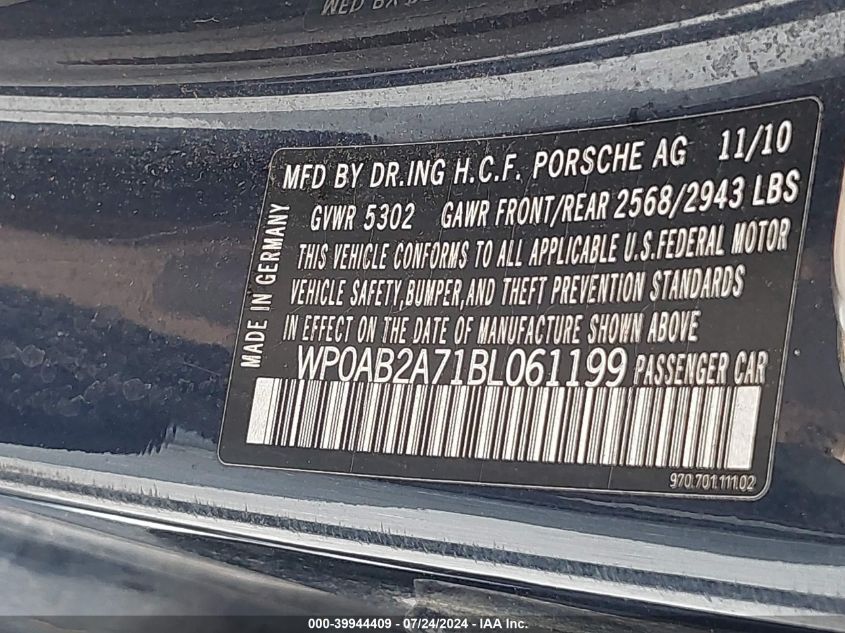 MFD BY DR.ING H.C.F. PORSCHE AG 11/10
GVWR 5302 GAWR FRONT/REAR 2568/2943 LBS
THIS VEHICLE CONFORMS TO ALL APPLICABLE U.S.FEDERAL MOTOR
VEHICLE SAFETY,BUMPER,AND THEFT PREVENTION STANDARDS
IN EFFECT ON THE DATE OF MANUFACTURE SHOWN ABOVE
WP0AB2A71BL061199 PASSENGER CAR
MADE IN GERMANY
970.701.111.02
000-39944409 / 07/24/2024 - IAA Inc.